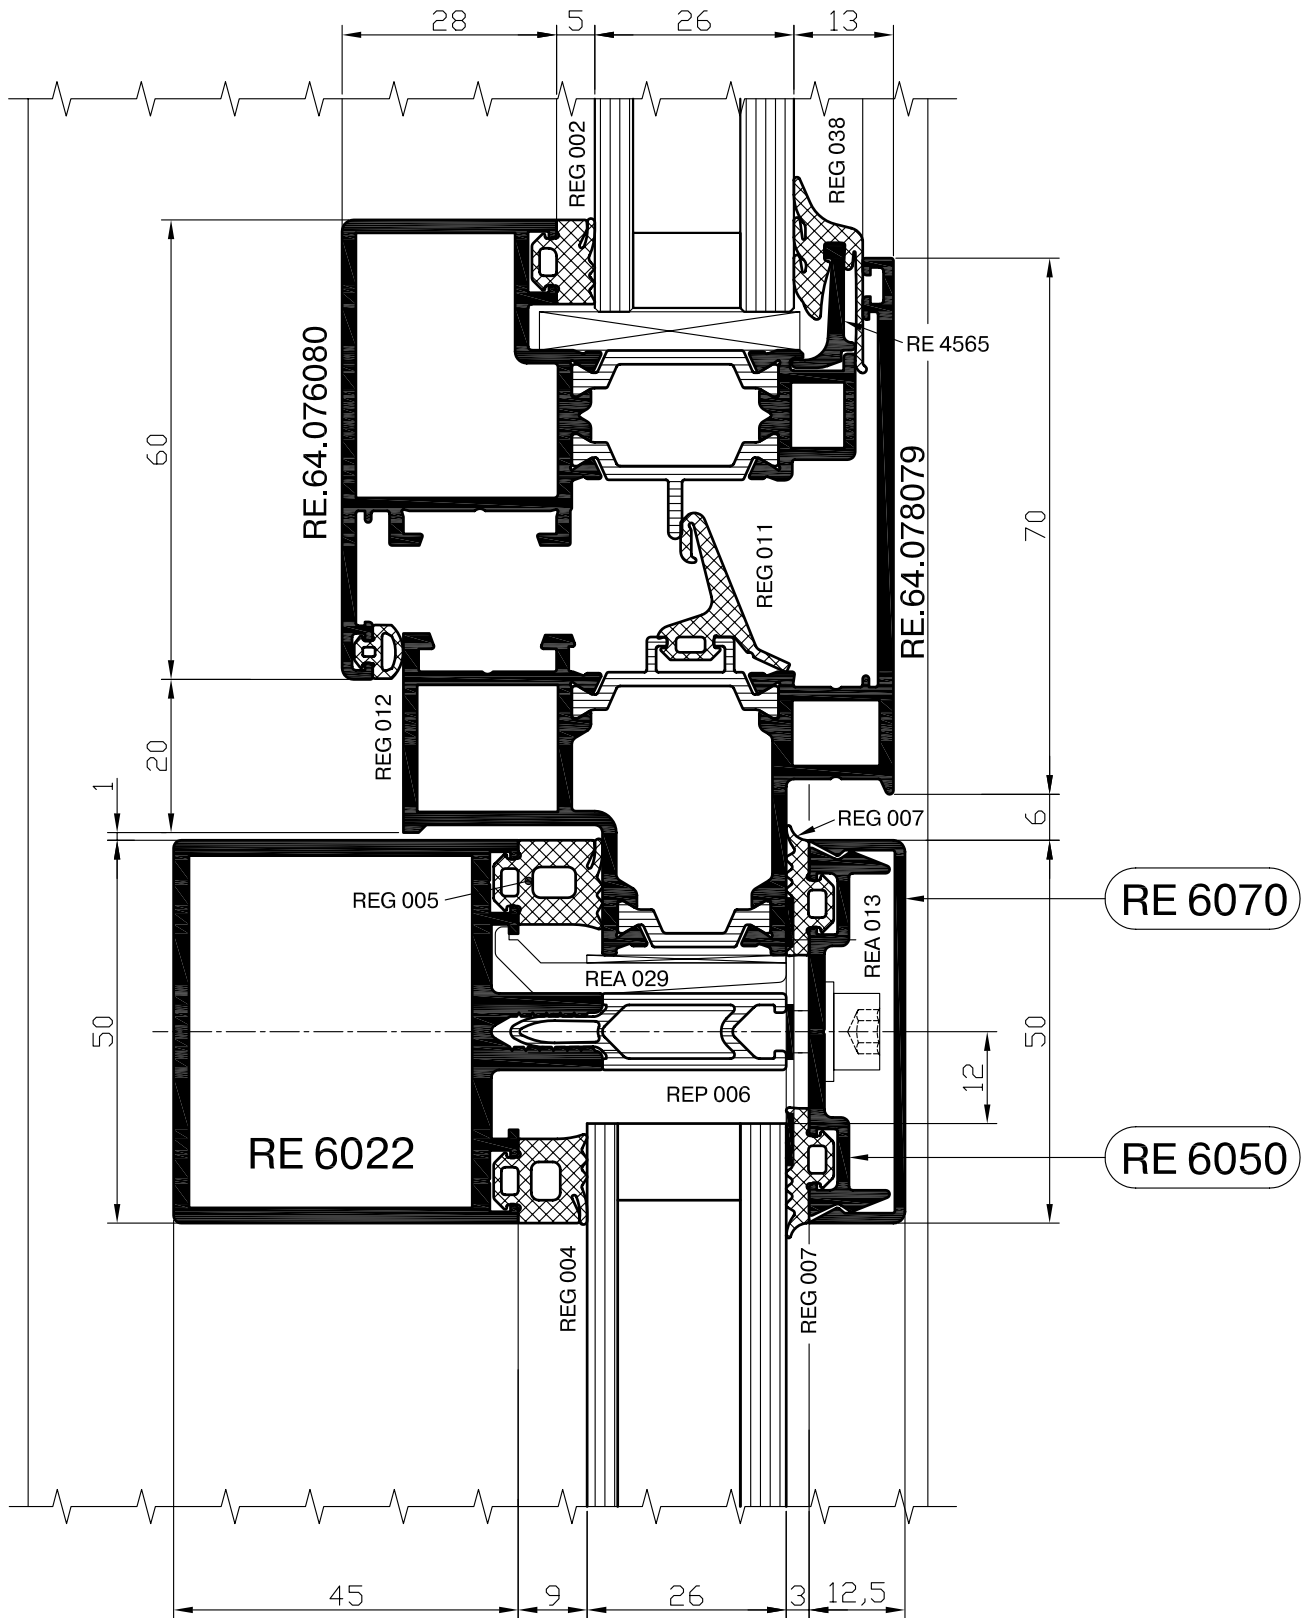 28
5
26
13
REG 002
REG 038
RE 4565
RE.64.076080
60
RE.64.078079
70
REG 011
REG 012
20
1
6
REG 007
REG 005
RE 6070
REA 013
REA 029
50
50
12
REP 006
RE 6022
RE 6050
REG 004
REG 007
45
9
26
3
12,5